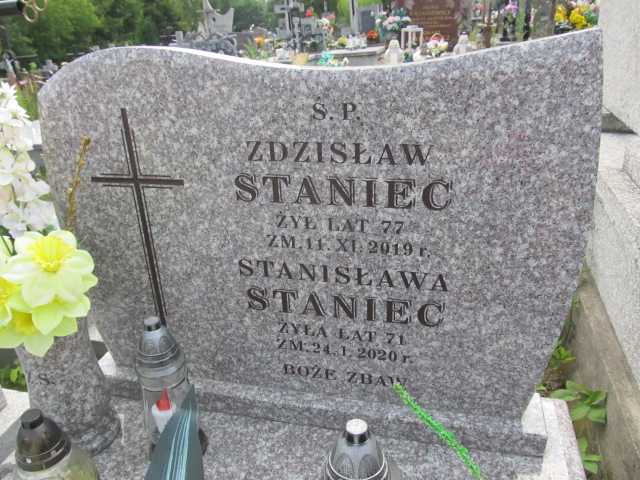 Ś. P.
ZDZISŁAW
STANIEC
ŻYŁ LAT 77
ZM. 11. XI. 2019 r.
STANISŁAWA
STANIEC
ŻYŁA LAT 71
ZM. 24. I. 2020 r.
BOŻE ZBAW